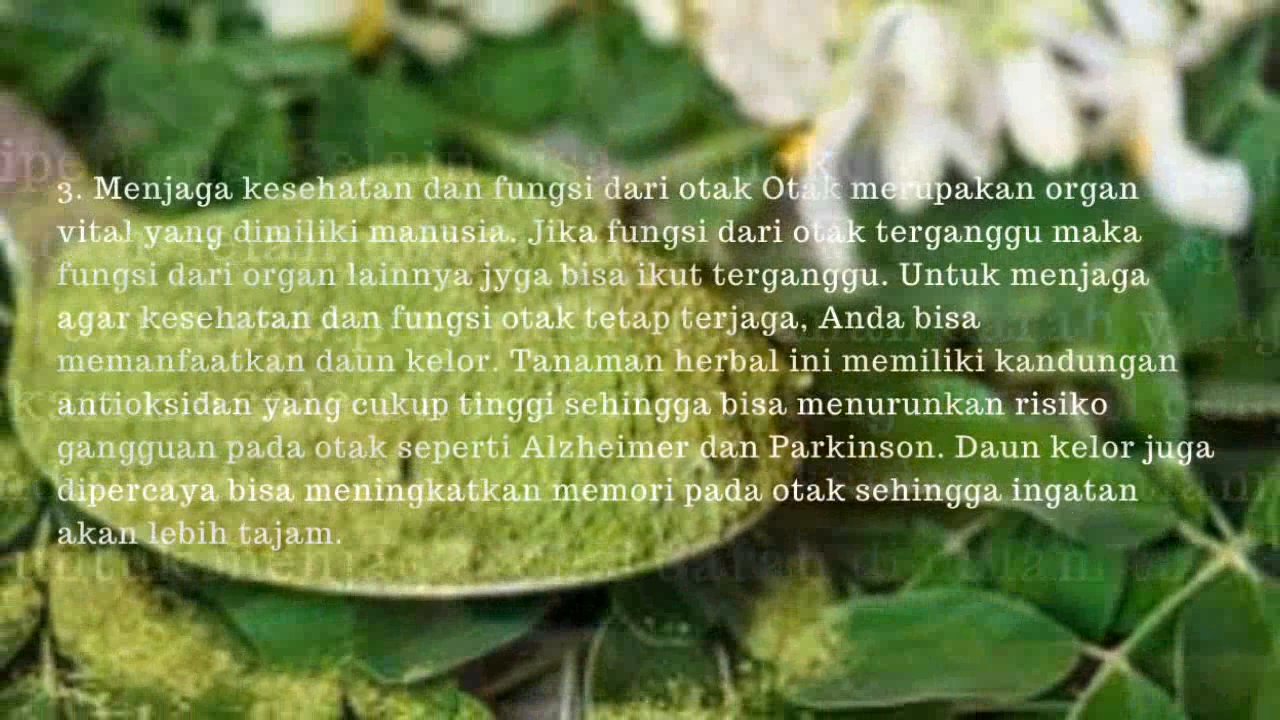 3. Menjaga kesehatan dan fungsi dari otak Otak merupakan organ
vital yang dimiliki manusia. Jika fungsi dari otak terganggu maka
fungsi dari organ lainnya jyga bisa ikut terganggu. Untuk menjaga
agar kesehatan dan fungsi otak tetap terjaga, Anda bisa
memanfaatkan daun kelor. Tanaman herbal ini memiliki kandungan
antioksidan yang cukup tinggi sehingga bisa menurunkan risiko
gangguan pada otak seperti Alzheimer dan Parkinson. Daun kelor juga
dipercaya bisa meningkatkan memori pada otak sehingga ingatan
akan lebih tajam.